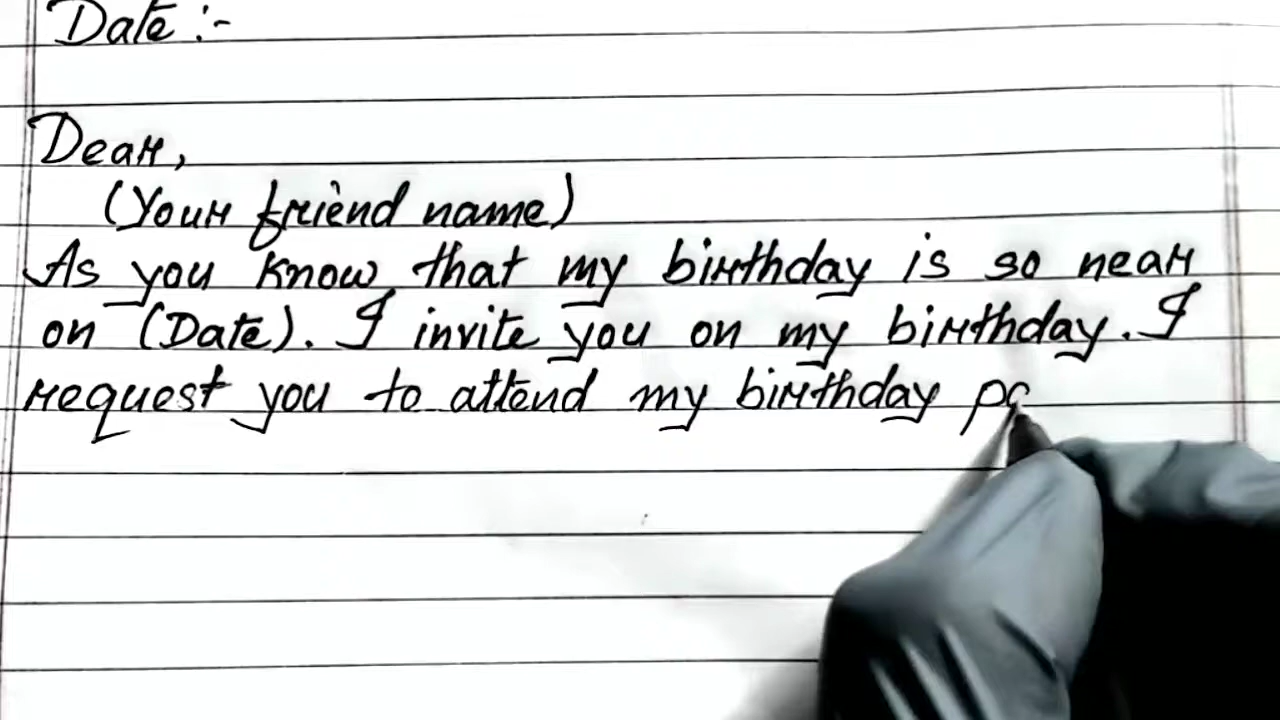 Date :-
Dear,
(Your friend name)
As you know that my birthday is so near
on (Date). I invite you on my birthday. I
request you to attend my birthday pa